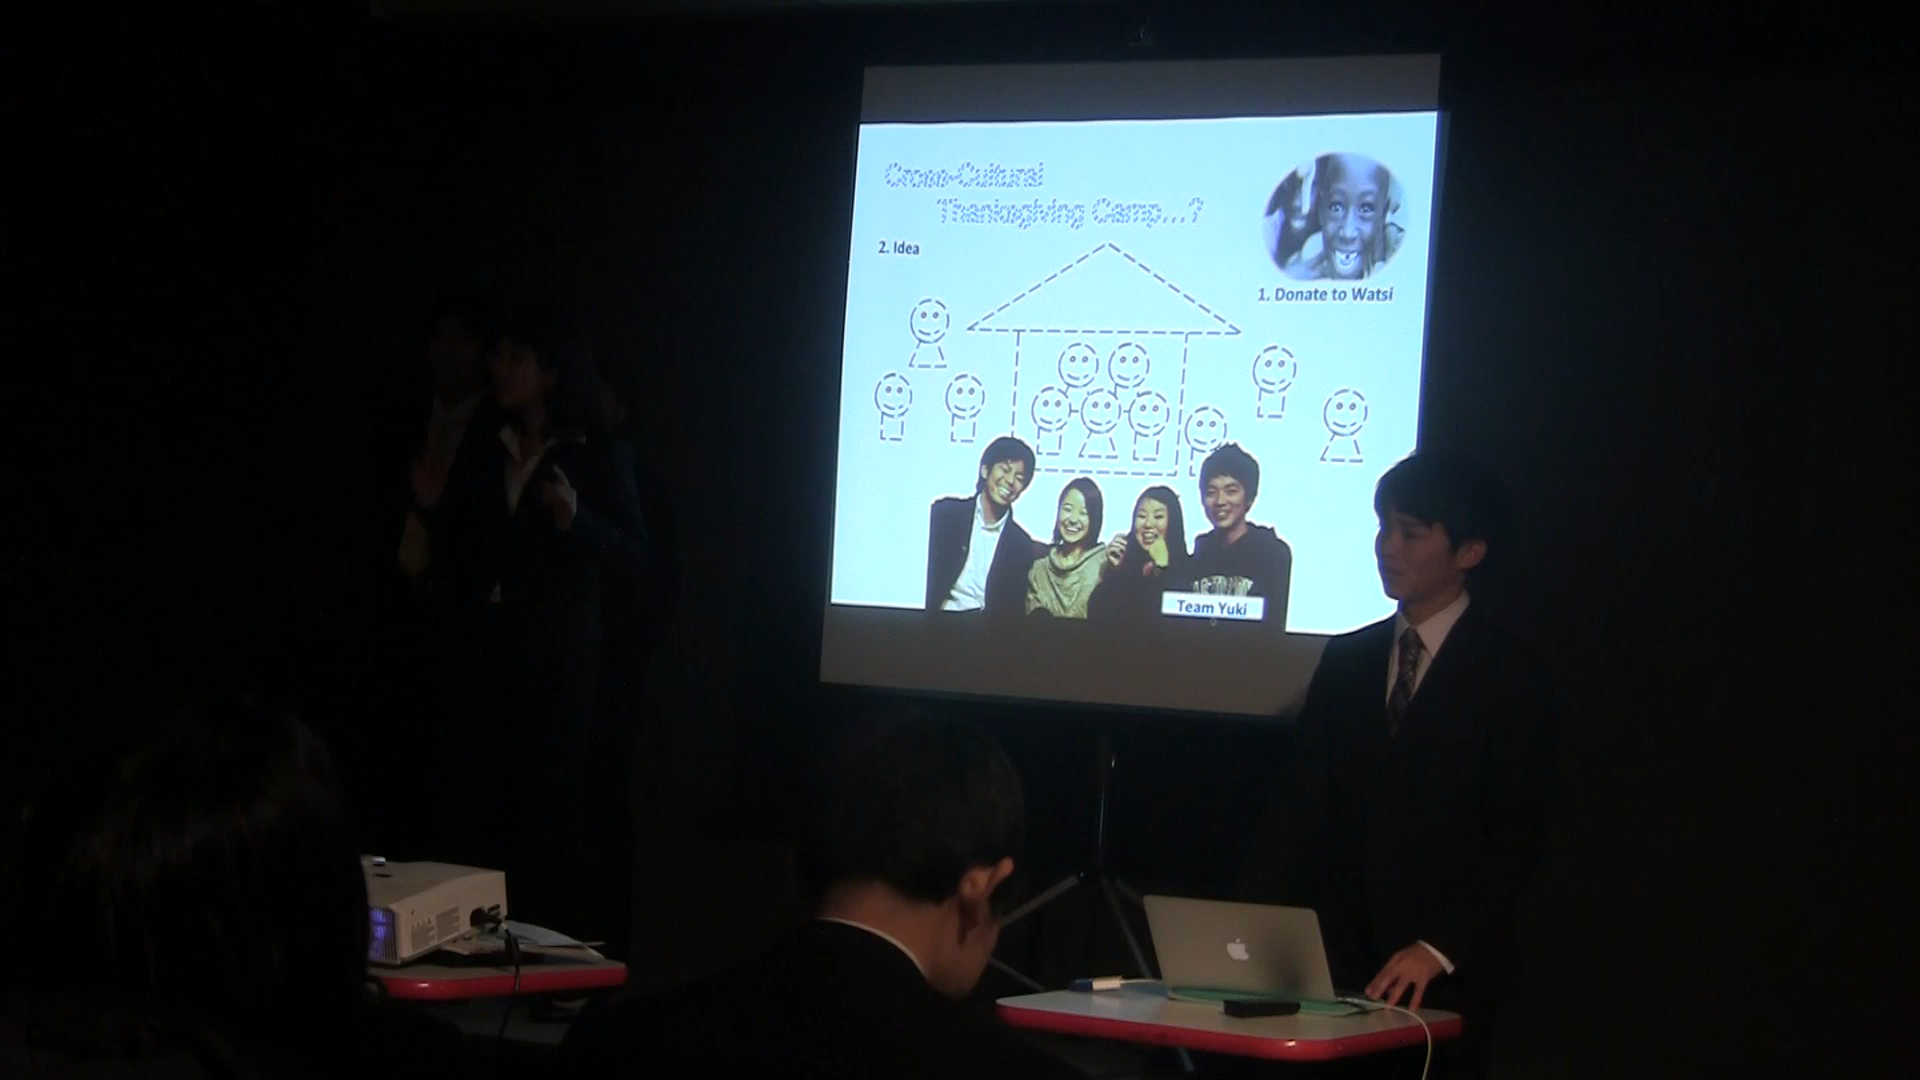 Cross-Cultural
Thanksgiving Camp...?
2. Idea
1. Donate to Watsi
Team Yuki